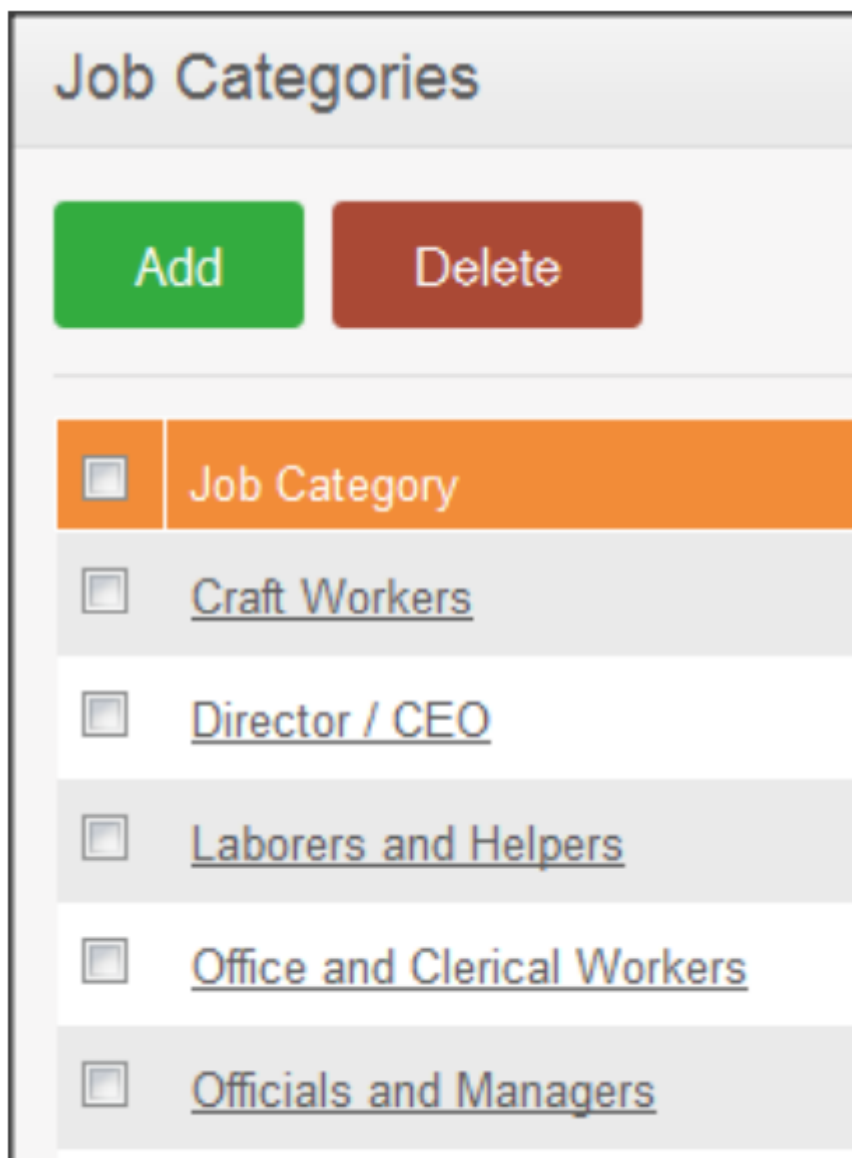 Job Categories
Add Delete
Job Category
Craft Workers
Director / CEO
Laborers and Helpers
Office and Clerical Workers
Officials and Managers